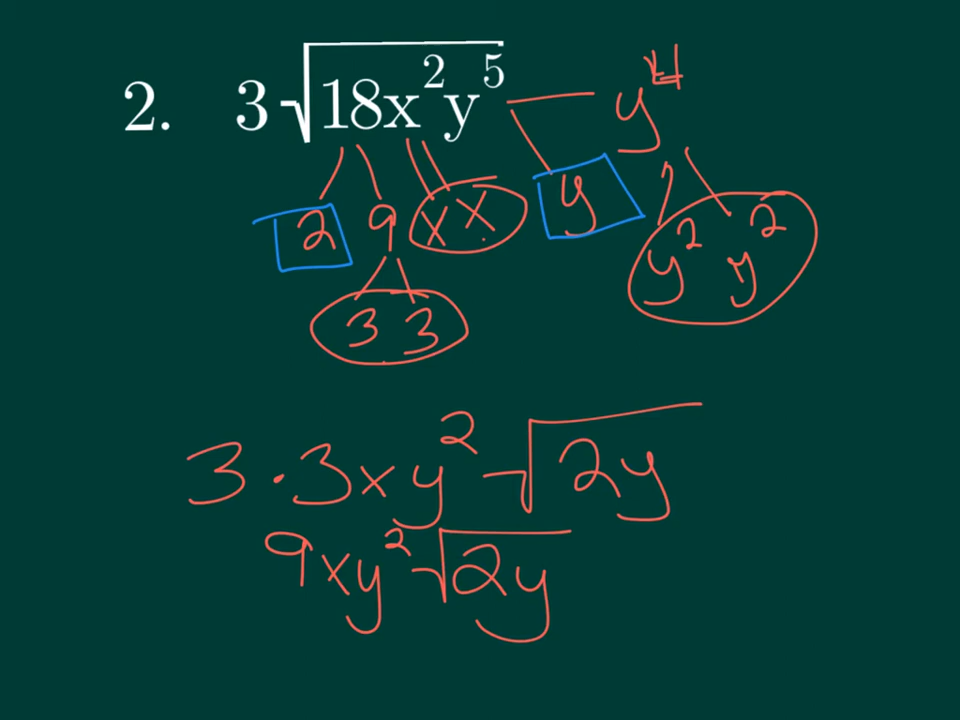 2. 3√18x²y⁵
y⁴
2 9 x x y
y² y²
3 3
3·3xy²√2y
9xy²√2y